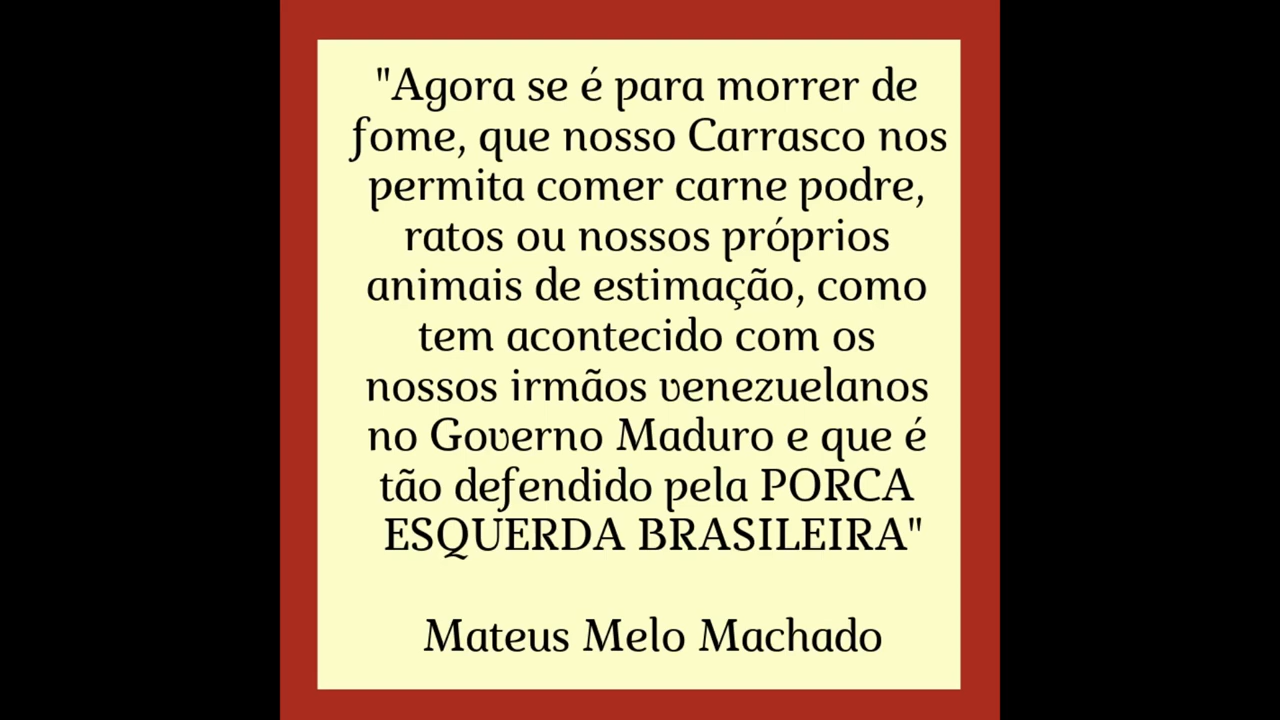 "Agora se é para morrer de
fome, que nosso Carrasco nos
permita comer carne podre,
ratos ou nossos próprios
animais de estimação, como
tem acontecido com os
nossos irmãos venezuelanos
no Governo Maduro e que é
tão defendido pela PORCA
ESQUERDA BRASILEIRA"
Mateus Melo Machado